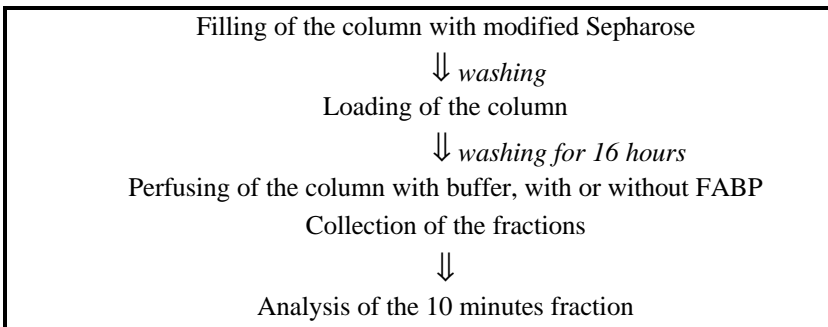 Filling of the column with modified Sepharose
⇓ washing
Loading of the column
⇓ washing for 16 hours
Perfusing of the column with buffer, with or without FABP
Collection of the fractions
⇓
Analysis of the 10 minutes fraction